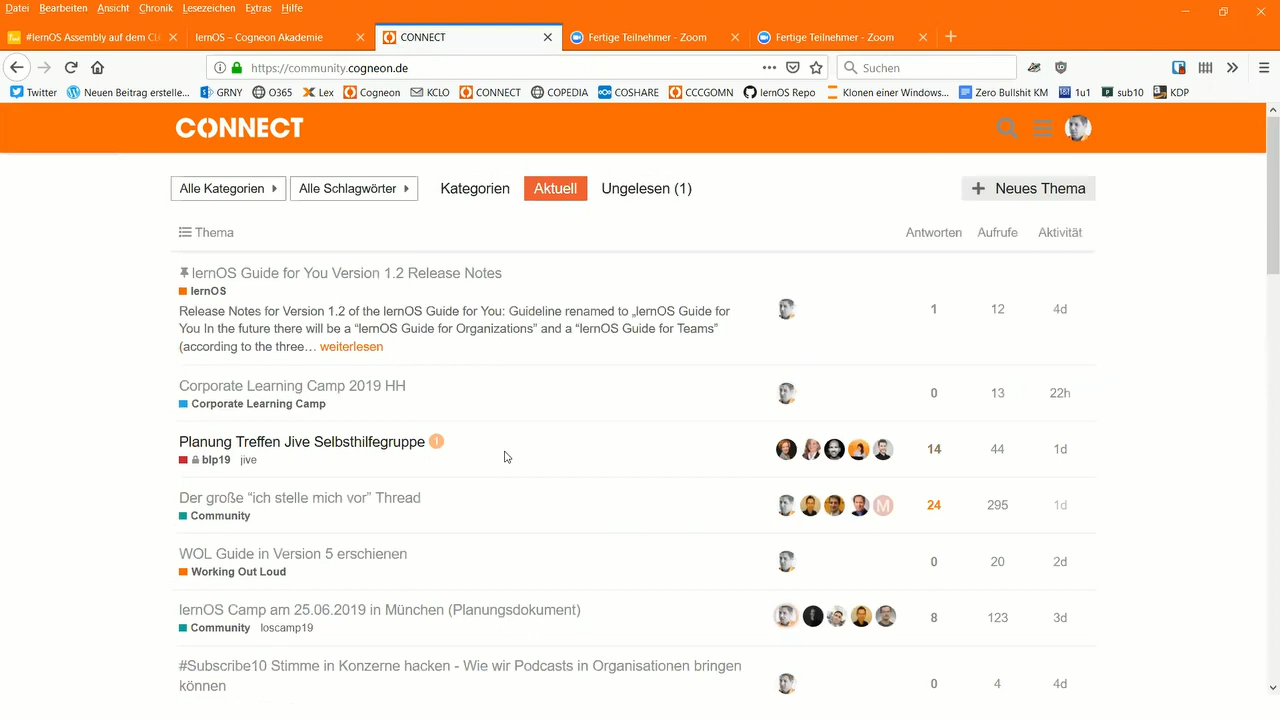 Datei Bearbeiten Ansicht Chronik Lesezeichen Extras Hilfe
#lernOS Assembly auf dem CL
lernOS – Cogneon Akademie
CONNECT
Fertige Teilnehmer - Zoom
Fertige Teilnehmer - Zoom
https://community.cogneon.de
Suchen
Twitter Neuen Beitrag erstelle... GRNY O365 Lex Cogneon KCLO CONNECT COPEDIA COSHARE CCCGOMN lernOS Repo Klonen einer Windows... Zero Bullshit KM 1u1 sub10 KDP
CONNECT
Alle Kategorien Alle Schlagwörter Kategorien Aktuell Ungelesen (1) + Neues Thema
Thema Antworten Aufrufe Aktivität
lernOS Guide for You Version 1.2 Release Notes
lernOS
Release Notes for Version 1.2 of the lernOS Guide for You: Guideline renamed to „lernOS Guide for
You In the future there will be a “lernOS Guide for Organizations” and a “lernOS Guide for Teams”
(according to the three… weiterlesen
1 12 4d
Corporate Learning Camp 2019 HH
Corporate Learning Camp
0 13 22h
Planung Treffen Jive Selbsthilfegruppe 1
blp19 jive
14 44 1d
Der große “ich stelle mich vor” Thread
Community
M
24 295 1d
WOL Guide in Version 5 erschienen
Working Out Loud
0 20 2d
lernOS Camp am 25.06.2019 in München (Planungsdokument)
Community loscamp19
8 123 3d
#Subscribe10 Stimme in Konzerne hacken - Wie wir Podcasts in Organisationen bringen
können
0 4 4d